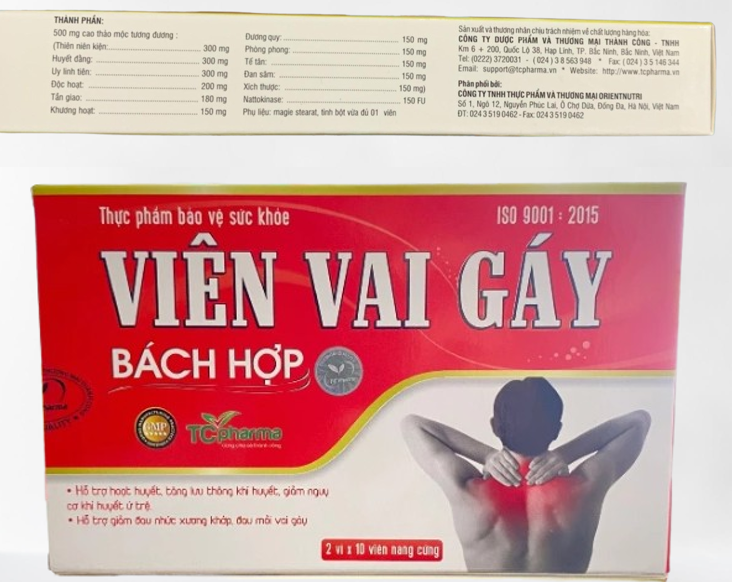 THÀNH PHẦN:
500 mg cao thảo mộc tương đương :
(Thiên niên kiện:........ 300 mg
Huyết đằng:........ 300 mg
Uy linh tiên:........ 300 mg
Độc hoạt:........ 200 mg
Tần giao:........ 180 mg
Khương hoạt:........ 150 mg
Đương quy:........ 150 mg
Phòng phong:........ 150 mg
Tế tân:........ 150 mg
Đan sâm:........ 150 mg
Xích thược:........ 150 mg)
Nattokinase:........ 150 FU
Phụ liệu: magie stearat, tinh bột vừa đủ 01 viên
Sản xuất và thương nhân chịu trách nhiệm về chất lượng hàng hóa:
CÔNG TY DƯỢC PHẨM VÀ THƯƠNG MẠI THÀNH CÔNG - TNHH
Km 6 + 200, Quốc Lộ 38, Hạp Lĩnh, TP. Bắc Ninh, Bắc Ninh, Việt Nam
Tel: (0222) 3720031 - (024) 38 563 948 * Fax: (024) 3 5 146 344
Email: support@tcpharma.vn * Website: http://www.tcpharma.vn
Phân phối bởi:
CÔNG TY TNHH THỰC PHẨM VÀ THƯƠNG MẠI ORIENTNUTRI
Số 1, Ngõ 12, Nguyễn Phúc Lai, Ô Chợ Dừa, Đống Đa, Hà Nội, Việt Nam
ĐT: 024 3 519 0462 - Fax: 024 3 519 0462
Thực phẩm bảo vệ sức khỏe
ISO 9001 : 2015
VIÊN VAI GÁY
BÁCH HỢP
GMP
TCpharma
• Hỗ trợ hoạt huyết, tăng lưu thông khí huyết, giảm nguy
cơ khí huyết ứ trệ.
• Hỗ trợ giảm đau nhức xương khớp, đau mỏi vai gáy
2 vỉ x 10 viên nang cứng